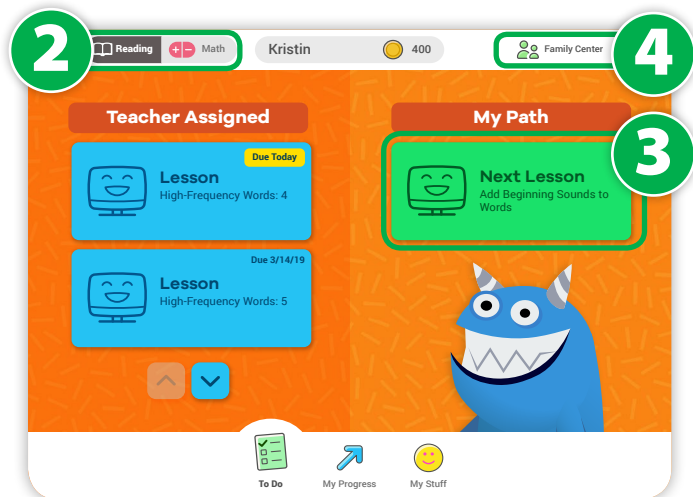 2
Reading
Math
Kristin
400
Family Center
4
Teacher Assigned
My Path
3
Due Today
Lesson
High-Frequency Words: 4
Next Lesson
Add Beginning Sounds to
Words
Due 3/14/19
Lesson
High-Frequency Words: 5
To Do
My Progress
My Stuff